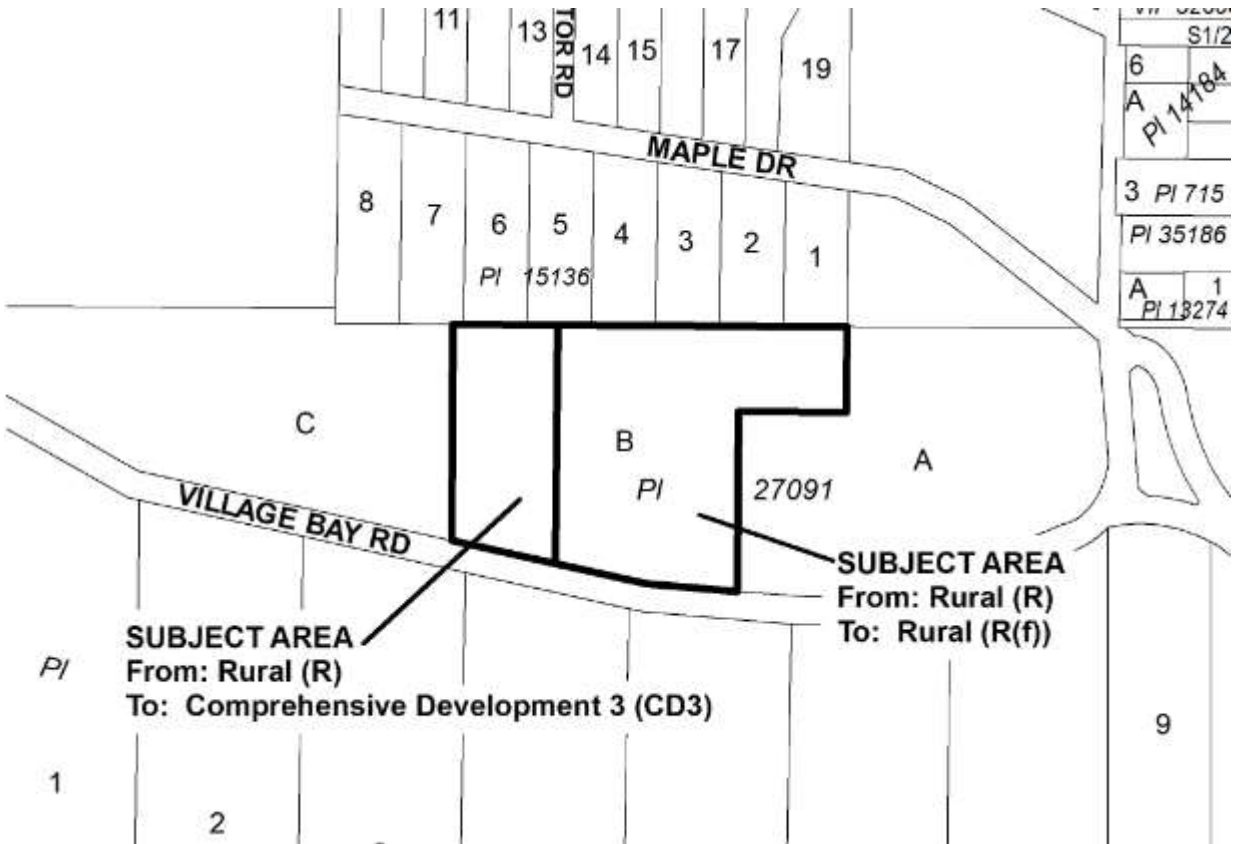 11
13
TOR RD
14
15
17
19
S1/2
6
A
Pl 14184
MAPLE DR
3 Pl 715
Pl 35186
A
1
Pl 13274
8
7
6
5
4
3
2
1
Pl 15136
C
B
A
Pl 27091
VILLAGE BAY RD
SUBJECT AREA
From: Rural (R)
To: Rural (R(f))
SUBJECT AREA
From: Rural (R)
To: Comprehensive Development 3 (CD3)
Pl
9
1
2